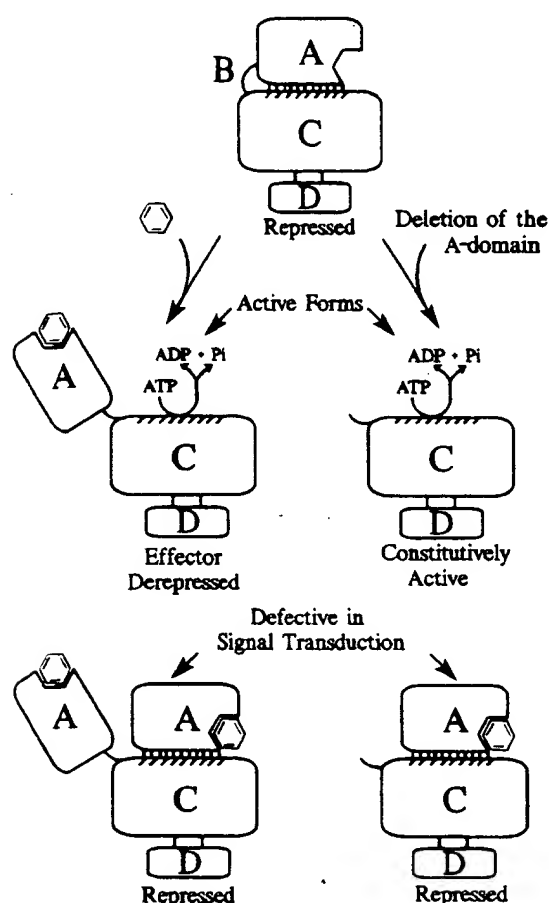 A
B
C
D
Repressed
Deletion of the
A-domain
Active Forms
ADP + Pi
ADP + Pi
ATP
ATP
A
C
C
D
D
Effector
Derepressed
Constitutively
Active
Defective in
Signal Transduction
A
A
A
C
C
D
D
Repressed
Repressed